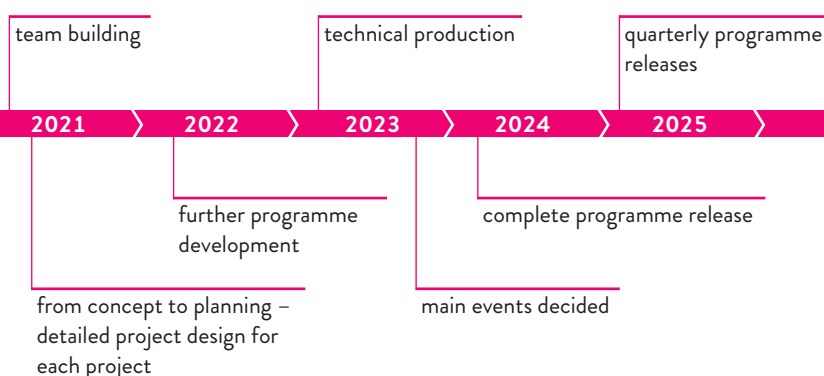 team building
technical production
quarterly programme
releases
2021
2022
2023
2024
2025
further programme
development
complete programme release
from concept to planning –
detailed project design for
each project
main events decided